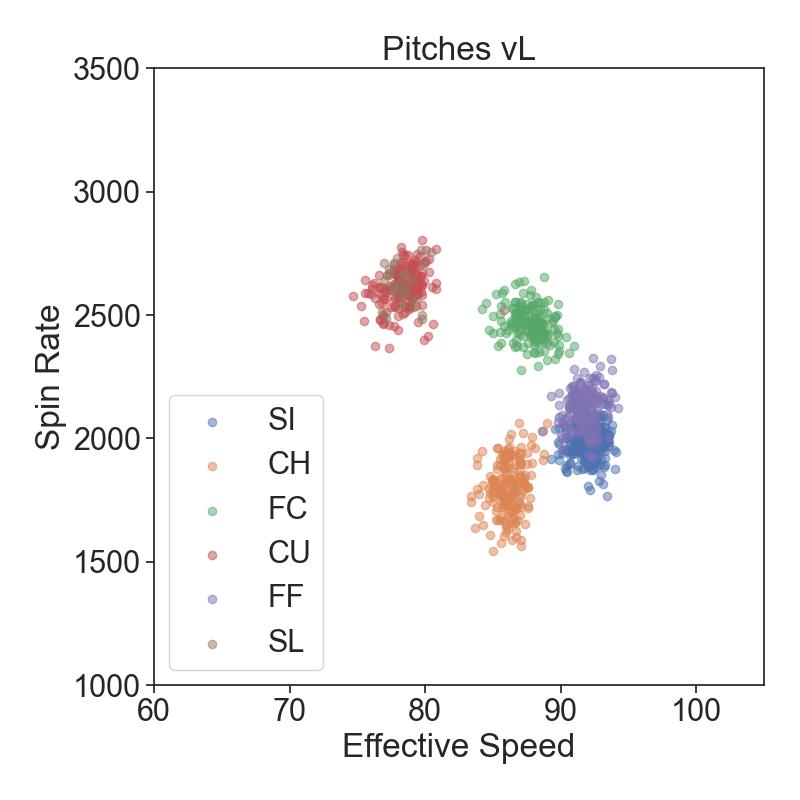 Pitches vL
3500
3000
2500
2000
1500
1000
Spin Rate
SI
CH
FC
CU
FF
SL
60 70 80 90 100
Effective Speed